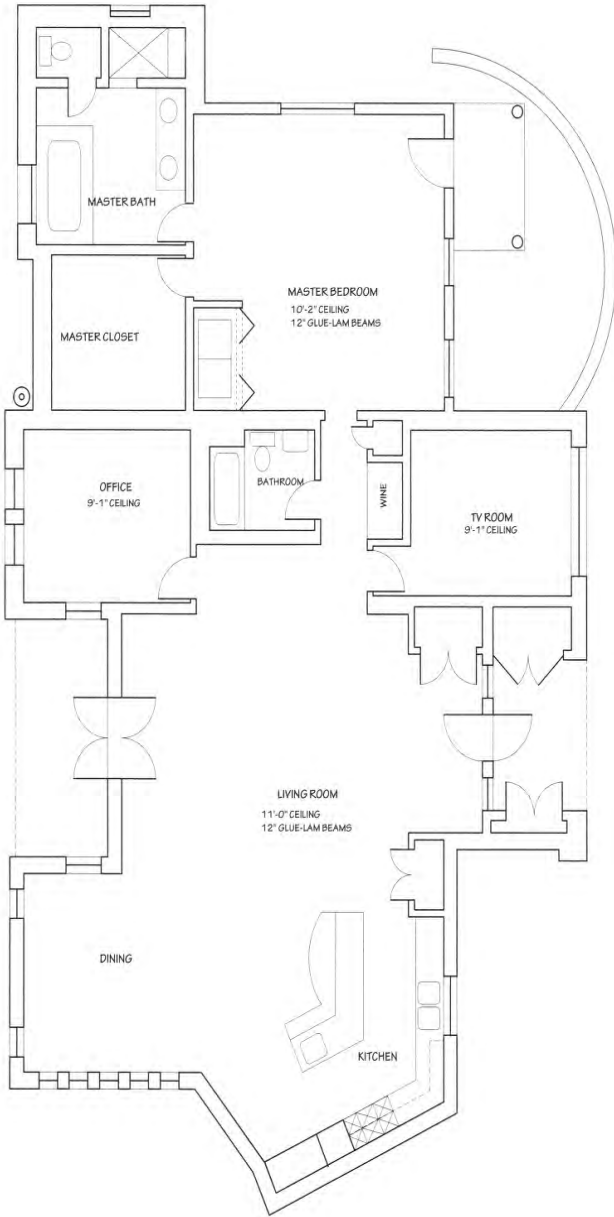 MASTER BATH
MASTER BEDROOM
10'-2" CEILING
12" GLUE-LAM BEAMS
MASTER CLOSET
OFFICE
9'-1" CEILING
BATHROOM
WINE
TV ROOM
9'-1" CEILING
LIVING ROOM
11'-0" CEILING
12" GLUE-LAM BEAMS
DINING
KITCHEN